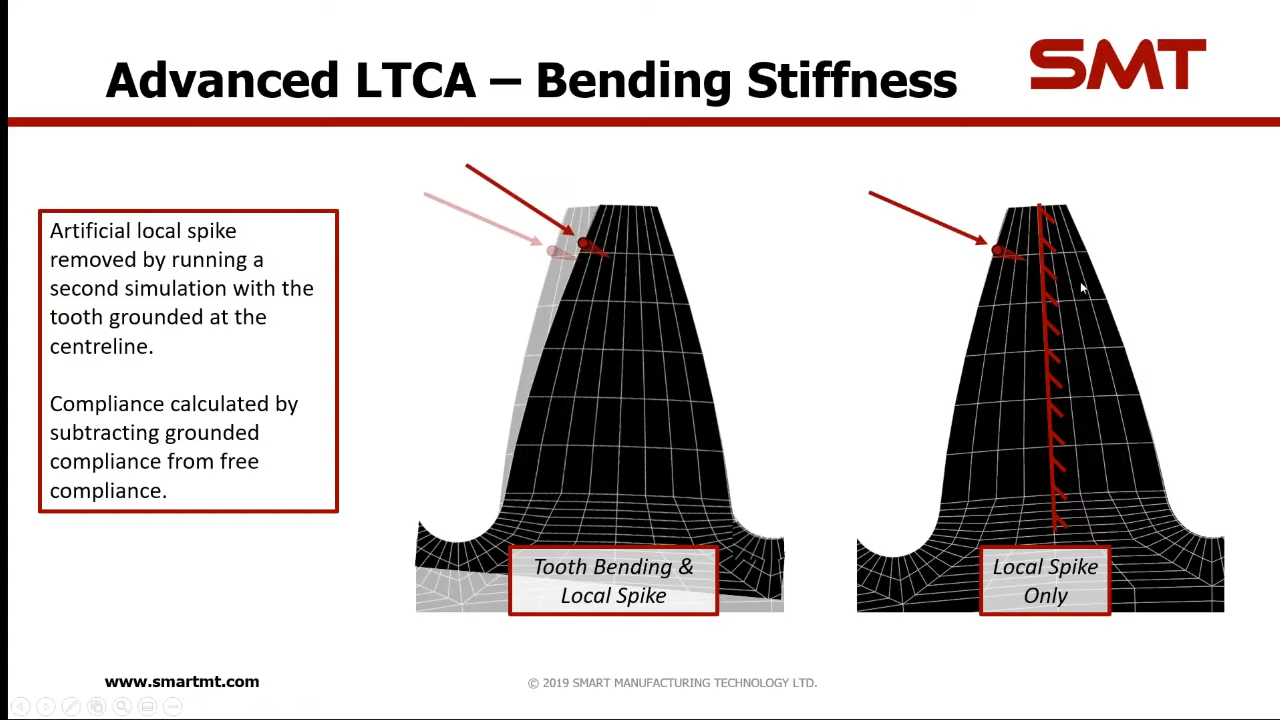 Advanced LTCA – Bending Stiffness
SMT
Artificial local spike
removed by running a
second simulation with the
tooth grounded at the
centreline.
Compliance calculated by
subtracting grounded
compliance from free
compliance.
Tooth Bending &
Local Spike
Local Spike
Only
www.smartmt.com
© 2019 SMART MANUFACTURING TECHNOLOGY LTD.